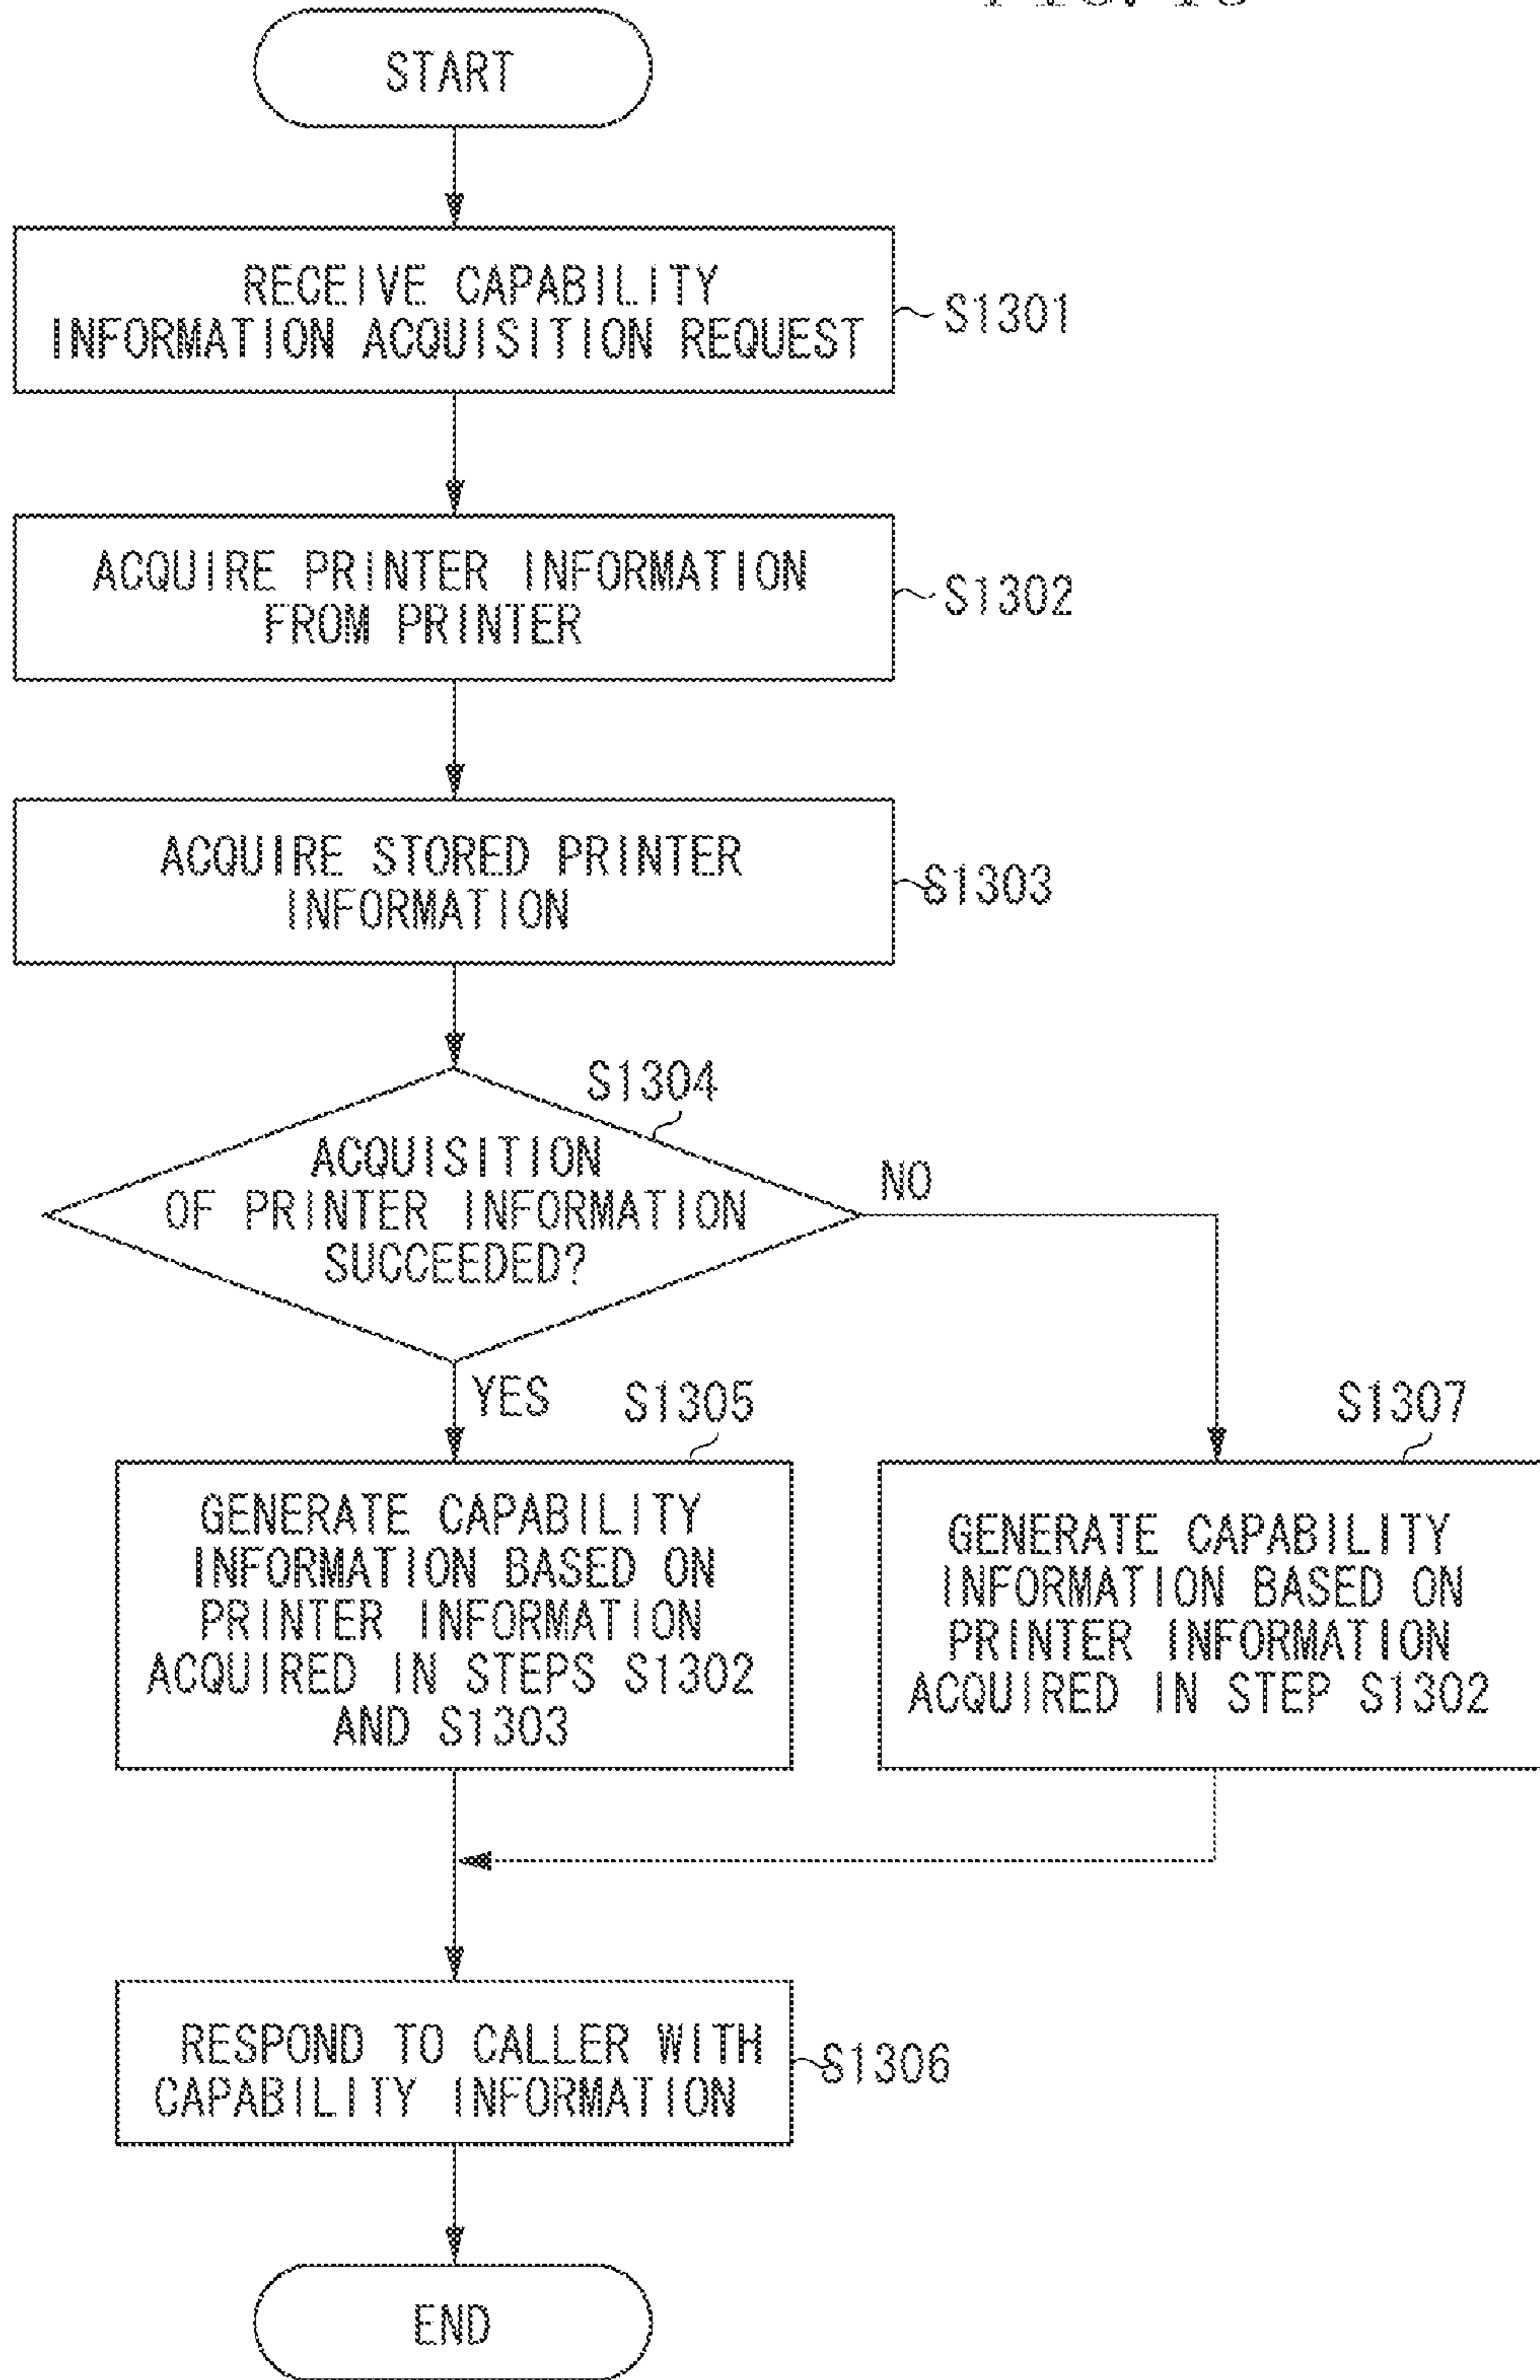 START
RECEIVE CAPABILITY
INFORMATION ACQUISITION REQUEST
S1301
ACQUIRE PRINTER INFORMATION
FROM PRINTER
S1302
ACQUIRE STORED PRINTER
INFORMATION
S1303
S1304
ACQUISITION
OF PRINTER INFORMATION
SUCCEEDED?
NO
YES
S1305
GENERATE CAPABILITY
INFORMATION BASED ON
PRINTER INFORMATION
ACQUIRED IN STEPS S1302
AND S1303
S1307
GENERATE CAPABILITY
INFORMATION BASED ON
PRINTER INFORMATION
ACQUIRED IN STEP S1302
RESPOND TO CALLER WITH
CAPABILITY INFORMATION
S1306
END